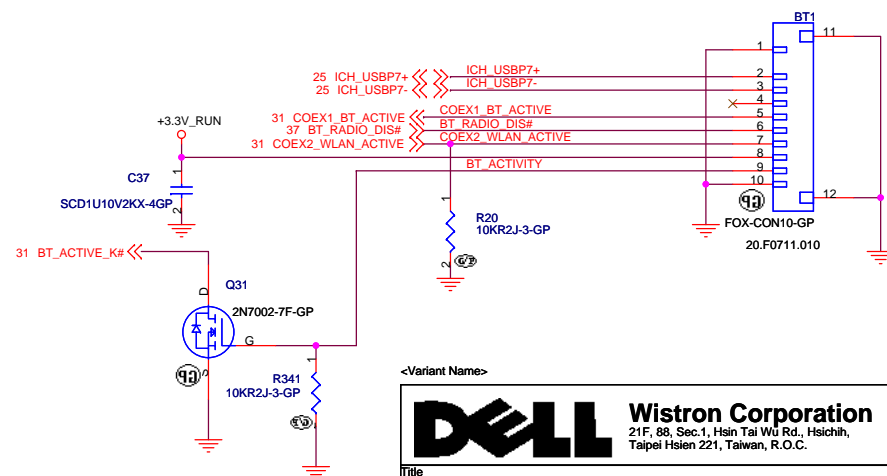 BT1
11
1
25 ICH_USBP7+
ICH_USBP7+
2
25 ICH_USBP7-
ICH_USBP7-
3
4
31 COEX1_BT_ACTIVE
COEX1_BT_ACTIVE
5
37 BT_RADIO_DIS#
BT_RADIO_DIS#
6
31 COEX2_WLAN_ACTIVE
COEX2_WLAN_ACTIVE
7
+3.3V_RUN
8
BT_ACTIVITY
9
10
12
GP
FOX-CON10-GP
20.F0711.010
1
C37
SCD1U10V2KX-4GP
2
1
R20
10KR2J-3-GP
2
G/P
31 BT_ACTIVE_K#
Q31
D
2N7002-7F-GP
G
S
GP
1
R341
10KR2J-3-GP
G/P
<Variant Name>
DELL
Wistron Corporation
21F, 88, Sec.1, Hsin Tai Wu Rd., Hsichih,
Taipei Hsien 221, Taiwan, R.O.C.
Title